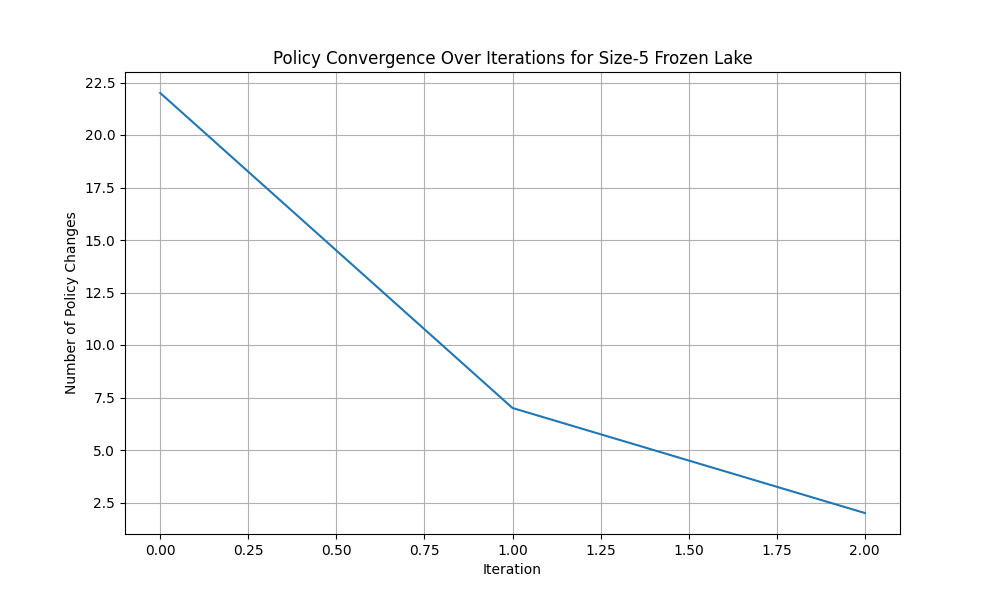 Policy Convergence Over Iterations for Size-5 Frozen Lake
Number of Policy Changes
22.5
20.0
17.5
15.0
12.5
10.0
7.5
5.0
2.5
0.00 0.25 0.50 0.75 1.00 1.25 1.50 1.75 2.00
Iteration